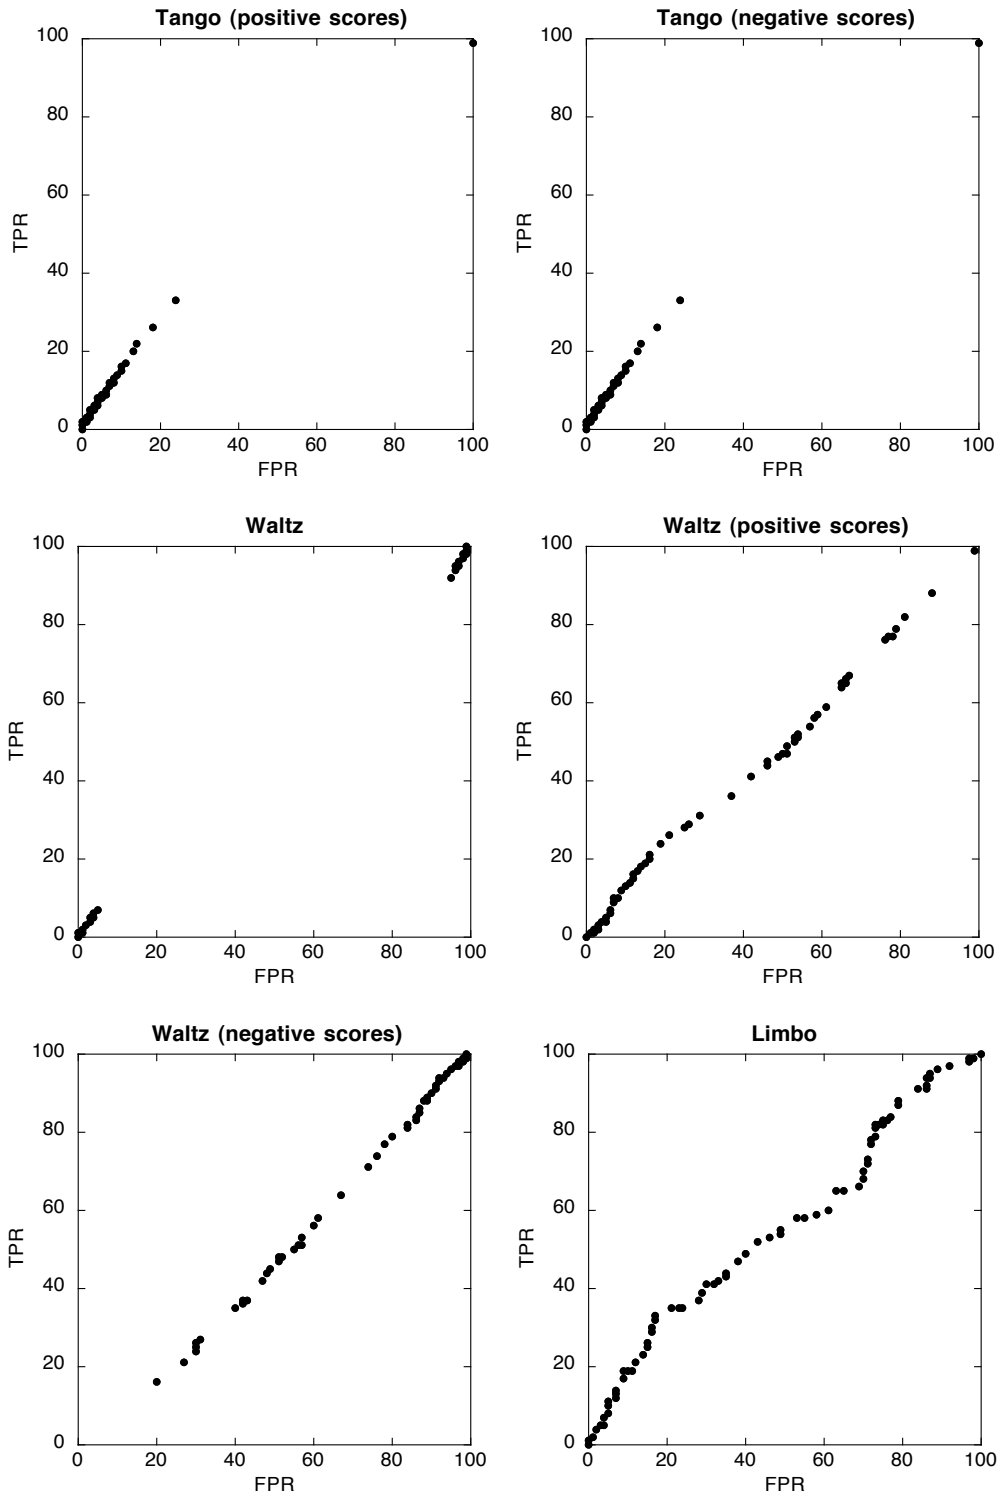 Tango (positive scores)
100
80
60
40
20
0
TPR
0 20 40 60 80 100
FPR
Tango (negative scores)
100
80
60
40
20
0
TPR
0 20 40 60 80 100
FPR
Waltz
100
80
60
40
20
0
TPR
0 20 40 60 80 100
FPR
Waltz (positive scores)
100
80
60
40
20
0
TPR
0 20 40 60 80 100
FPR
Waltz (negative scores)
100
80
60
40
20
0
TPR
0 20 40 60 80 100
FPR
Limbo
100
80
60
40
20
0
TPR
0 20 40 60 80 100
FPR